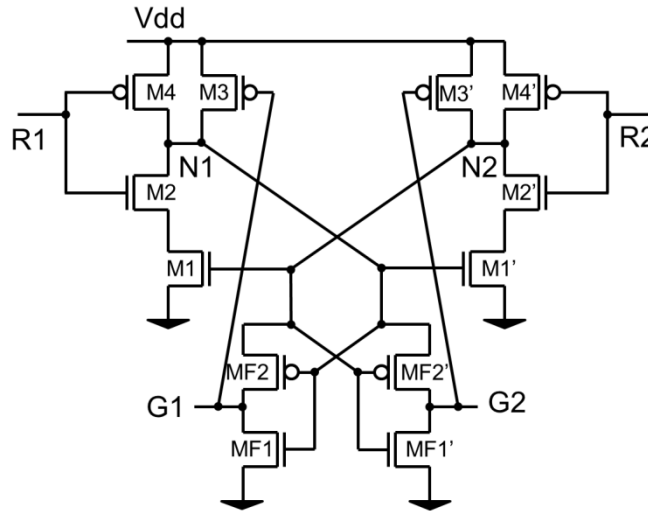 Vdd
M4 M3 M3' M4'
R1 R2
N1 N2
M2 M2'
M1 M1'
MF2 MF2'
G1 G2
MF1 MF1'